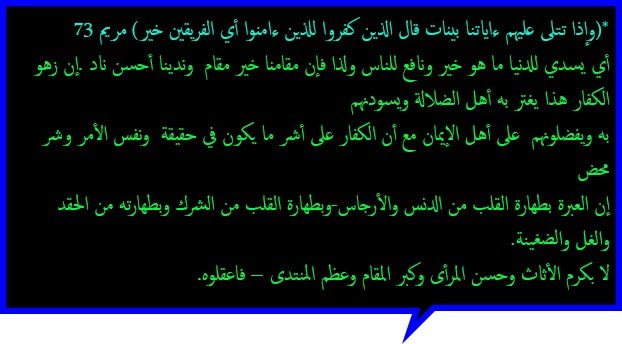 *(وإذا تتلى عليهم ءاياتنا بينات قال الذين كفروا للذين ءامنوا أي الفريقين خير) مريم 73
أي يسدي للدنيا ما هو خير ونافع للناس ولذا فإن مقامنا خير مقام وندينا أحسن ناد .إن زهو
الكفار هذا يغتر به أهل الضلالة ويسودنهم
به ويفضلونهم على أهل الإيمان مع أن الكفار على أشر ما يكون في حقيقة ونفس الأمر وشر
محض
إن العبرة بطهارة القلب من الدنس والأرجاس-وبطهارة القلب من الشرك وبطهارته من الحقد
والغل والضغينة.
لا بكرم الأثاث وحسن المرأى وكبر المقام وعظم المنتدى – فاعقلوه.